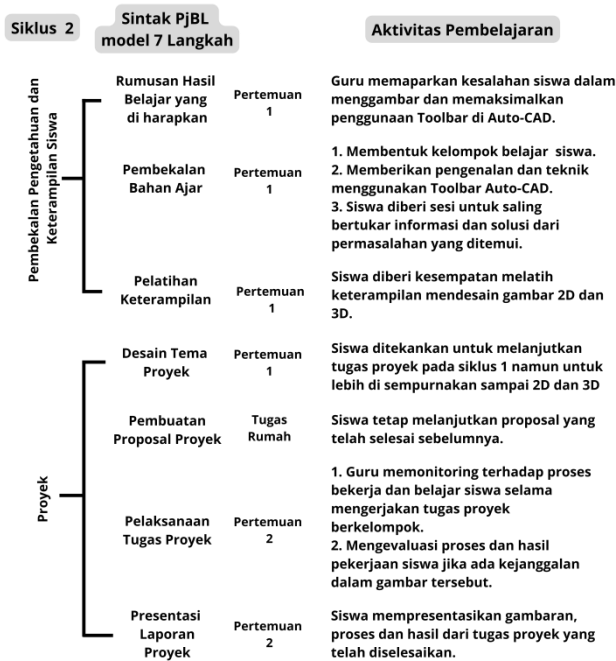 Siklus 2
Sintak PjBL
model 7 Langkah
Aktivitas Pembelajaran
Pembekalan Pengetahuan dan
Keterampilan Siswa
Rumusan Hasil
Belajar yang
di harapkan
Pertemuan
1
Guru memaparkan kesalahan siswa dalam
menggambar dan memaksimalkan
penggunaan Toolbar di Auto-CAD.
Pembekalan
Bahan Ajar
Pertemuan
1
1. Membentuk kelompok belajar siswa.
2. Memberikan pengenalan dan teknik
menggunakan Toolbar Auto-CAD.
3. Siswa diberi sesi untuk saling
bertukar informasi dan solusi dari
permasalahan yang ditemui.
Pelatihan
Keterampilan
Pertemuan
1
Siswa diberi kesempatan melatih
keterampilan mendesain gambar 2D dan
3D.
Proyek
Desain Tema
Proyek
Pertemuan
1
Siswa ditekankan untuk melanjutkan
tugas proyek pada siklus 1 namun untuk
lebih di sempurnakan sampai 2D dan 3D
Pembuatan
Proposal Proyek
Tugas
Rumah
Siswa tetap melanjutkan proposal yang
telah selesai sebelumnya.
Pelaksanaan
Tugas Proyek
Pertemuan
2
1. Guru memonitoring terhadap proses
bekerja dan belajar siswa selama
mengerjakan tugas proyek
berkelompok.
2. Mengevaluasi proses dan hasil
pekerjaan siswa jika ada kejanggalan
dalam gambar tersebut.
Presentasi
Laporan
Proyek
Pertemuan
2
Siswa mempresentasikan gambaran,
proses dan hasil dari tugas proyek yang
telah diselesaikan.